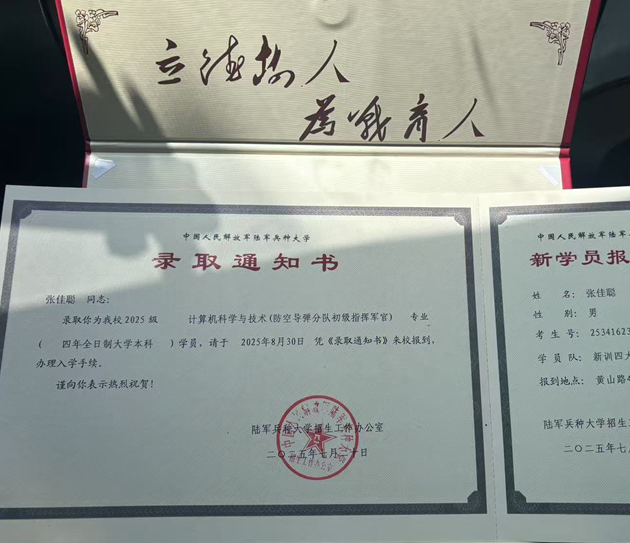 立德树人
为战育人
中国人民解放军陆军兵种大学
录取通知书
张佳聪 同志:
录取你为我校2025级 计算机科学与技术(防空导弹分队初级指挥军官) 专业
( 四年全日制大学本科 )学员,请于 2025年8月30日 凭《录取通知书》来校报到,
办理入学手续。
谨向你表示热烈祝贺!
陆军兵种大学招生工作办公室
二〇二五年七月 十日
中国人民解放军陆军
新学员报
姓 名: 张佳聪
性 别: 男
考 生 号: 25341623
学 员 队: 新训四大
报到地点: 黄山路4
陆军兵种大学招生
二〇二五年七